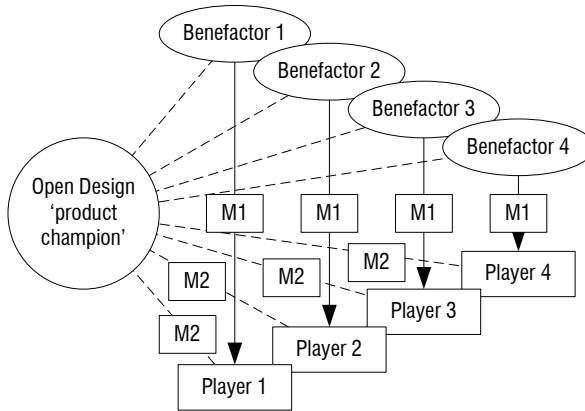 Benefactor 1
Benefactor 2
Benefactor 3
Benefactor 4
Open Design
‘product
champion’
M1
M1
M1
M1
M2
M2
M2
M2
Player 4
Player 3
Player 2
Player 1